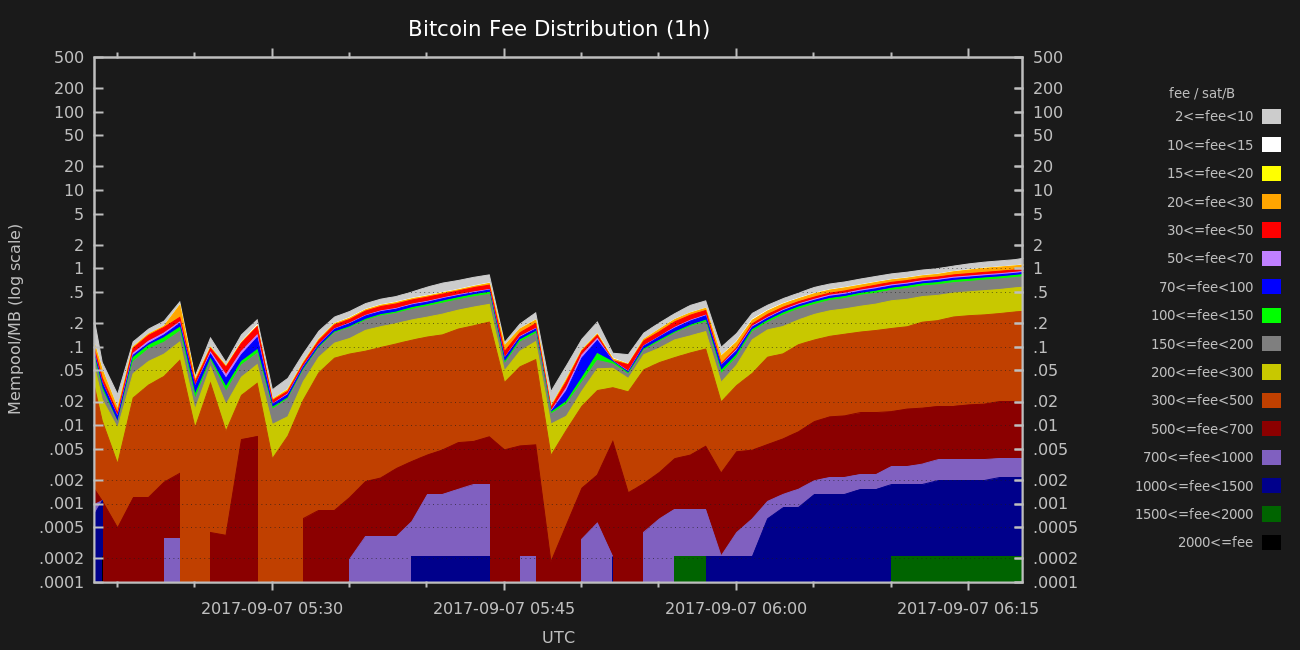 Bitcoin Fee Distribution (1h)
Mempool/MB (log scale)
500
200
100
50
20
10
5
2
1
.5
.2
.1
.05
.02
.01
.005
.002
.001
.0005
.0002
.0001
500
200
100
50
20
10
5
2
1
.5
.2
.1
.05
.02
.01
.005
.002
.001
.0005
.0002
.0001
2017-09-07 05:30
2017-09-07 05:45
2017-09-07 06:00
2017-09-07 06:15
UTC
fee / sat/B
2<=fee<10
10<=fee<15
15<=fee<20
20<=fee<30
30<=fee<50
50<=fee<70
70<=fee<100
100<=fee<150
150<=fee<200
200<=fee<300
300<=fee<500
500<=fee<700
700<=fee<1000
1000<=fee<1500
1500<=fee<2000
2000<=fee